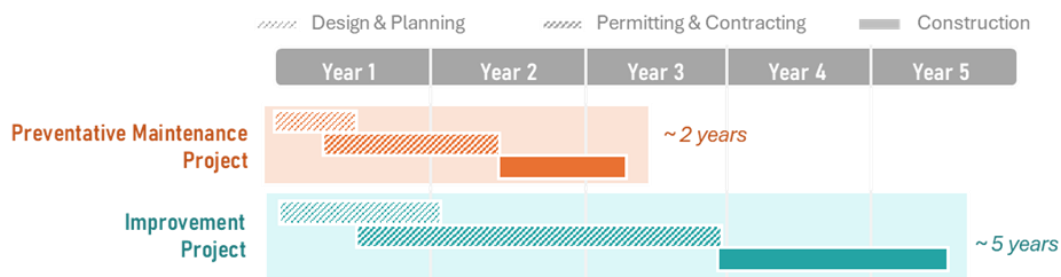 Design & Planning
Permitting & Contracting
Construction
Year 1
Year 2
Year 3
Year 4
Year 5
Preventative Maintenance
Project
~ 2 years
Improvement
Project
~ 5 years